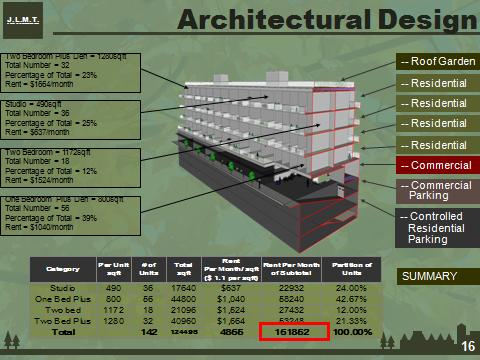 J.L.M.T.
Architectural Design
Two Bedroom Plus Den = 1280sqft
Total Number = 32
Percentage of Total = 23%
Rent = $1664/month
Studio = 490sqft
Total Number = 36
Percentage of Total = 25%
Rent = $637/month
Two Bedroom = 1172sqft
Total Number = 18
Percentage of Total = 12%
Rent = $1524/month
One Bedroom Plus Den = 800sqft
Total Number = 56
Percentage of Total = 39%
Rent = $1040/month
-- Roof Garden
-- Residential
-- Residential
-- Residential
-- Residential
-- Commercial
-- Commercial
Parking
-- Controlled
Residential
Parking
SUMMARY
Category Per Unit sqft # of Units Total sqft Rent Per Month/sqft ($ 1.1 per sqft) Rent Per Month of Subtotal Partition of Units
Studio 490 36 17640 $637 22932 24.00%
One Bed Plus 800 56 44800 $1,040 58240 42.67%
Two bed 1172 18 21096 $1,524 27432 12.00%
Two Bed Plus 1280 32 40960 $1,664 53248 21.33%
Total 142 124496 4866 161862 100.00%
16